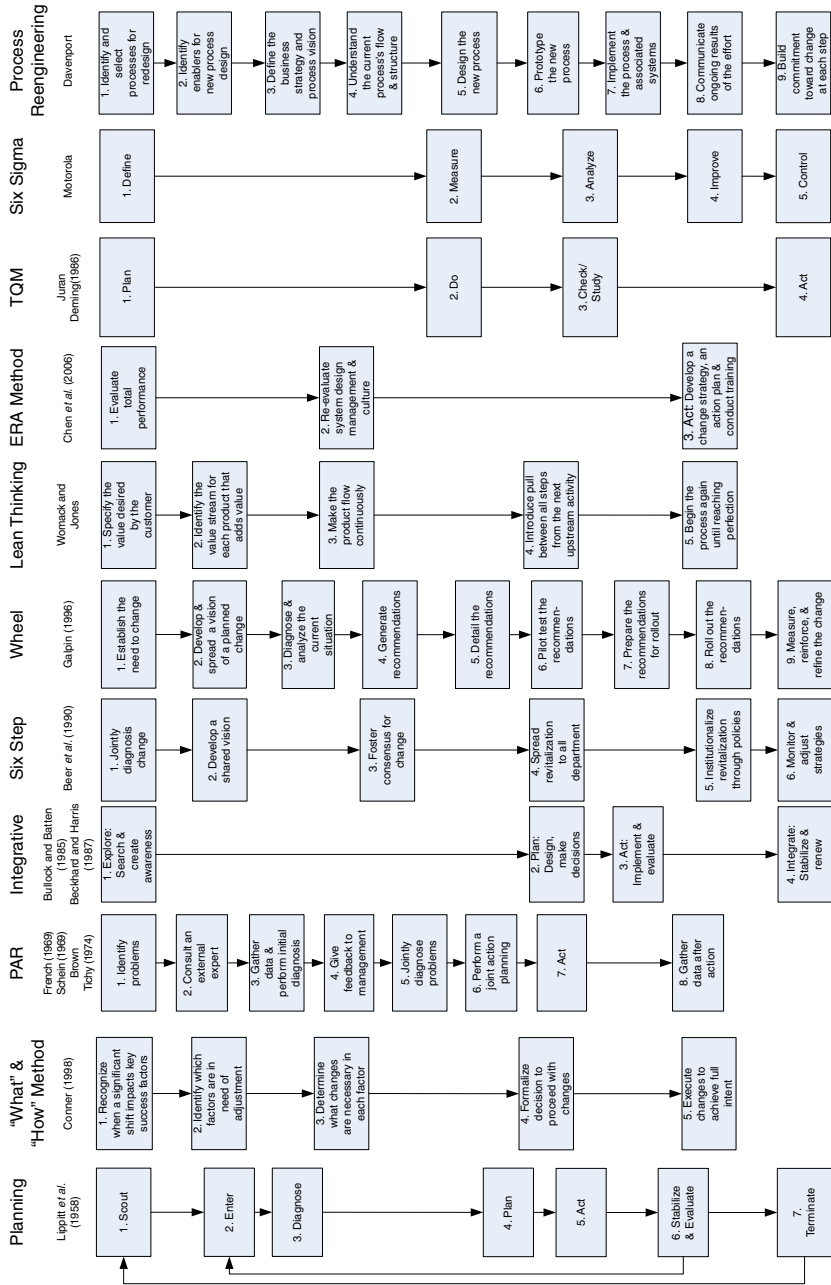 Planning
Lippitt et al.
(1958)
1. Scout
2. Enter
3. Diagnose
4. Plan
5. Act
6. Stabilize
& Evaluate
7.
Terminate
"What" &
"How" Method
Conner (1998)
1. Recognize
when a significant
shift impacts key
success factors
2. Identify which
factors are in
need of
adjustment
3. Determine
what changes
are necessary in
each factor
4. Formalize
decision to
proceed with
changes
5. Execute
changes to
achieve full
intent
PAR
French (1969)
Schein (1969)
Brown
Tichy (1974)
1. Identify
problems
2. Consult an
external
expert
3. Gather
data &
perform initial
diagnosis
4. Give
feedback to
management
5. Jointly
diagnose
problems
6. Perform a
joint action
planning
7. Act
8. Gather
data after
action
Integrative
Bullock and Batten
(1985)
Beckhard and Harris
(1987)
1. Explore:
Search &
create
awareness
2. Plan:
Design,
make
decisions
3. Act:
Implement &
evaluate
4. Integrate:
Stabilize &
renew
Six Step
Beer et al. (1990)
1. Jointly
diagnosis
change
2. Develop a
shared vision
3. Foster
consensus for
change
4. Spread
revitalization
to all
department
5. Institutionalize
revitalization
through policies
6. Monitor &
adjust
strategies
Wheel
Galpin (1996)
1. Establish the
need to change
2. Develop &
spread a vision
of a planned
change
3. Diagnose &
analyze the
current
situation
4. Generate
recommendations
5. Detail the
recommendations
6. Pilot test the
recommen-
dations
7. Prepare the
recommendations
for rollout
8. Roll out the
recommen-
dations
9. Measure,
reinforce, &
refine the change
Lean Thinking
Womack and
Jones
1. Specify the
value desired
by the
customer
2. Identify the
value stream for
each product that
adds value
3. Make the
product flow
continuously
4. Introduce pull
between all steps
from the next
upstream activity
5. Begin the
process again
until reaching
perfection
ERA Method
Chen et al. (2006)
1. Evaluate
total
performance
2. Re-evaluate
system design
management &
culture
3. Act: Develop a
change strategy, an
action plan &
conduct training
TQM
Juran
Deming(1986)
1. Plan
2. Do
3. Check/
Study
4. Act
Six Sigma
Motorola
1. Define
2. Measure
3. Analyze
4. Improve
5. Control
Process
Reengineering
Davenport
1. Identify and
select
processes for
redesign
2. Identify
enablers for
new process
design
3. Define the
business
strategy and
process vision
4. Understand
the current
process's flow
& structure
5. Design the
new process
6. Prototype
the new
process
7. Implement
the process &
associated
systems
8. Communicate
ongoing results
of the effort
9. Build
commitment
toward change
at each step